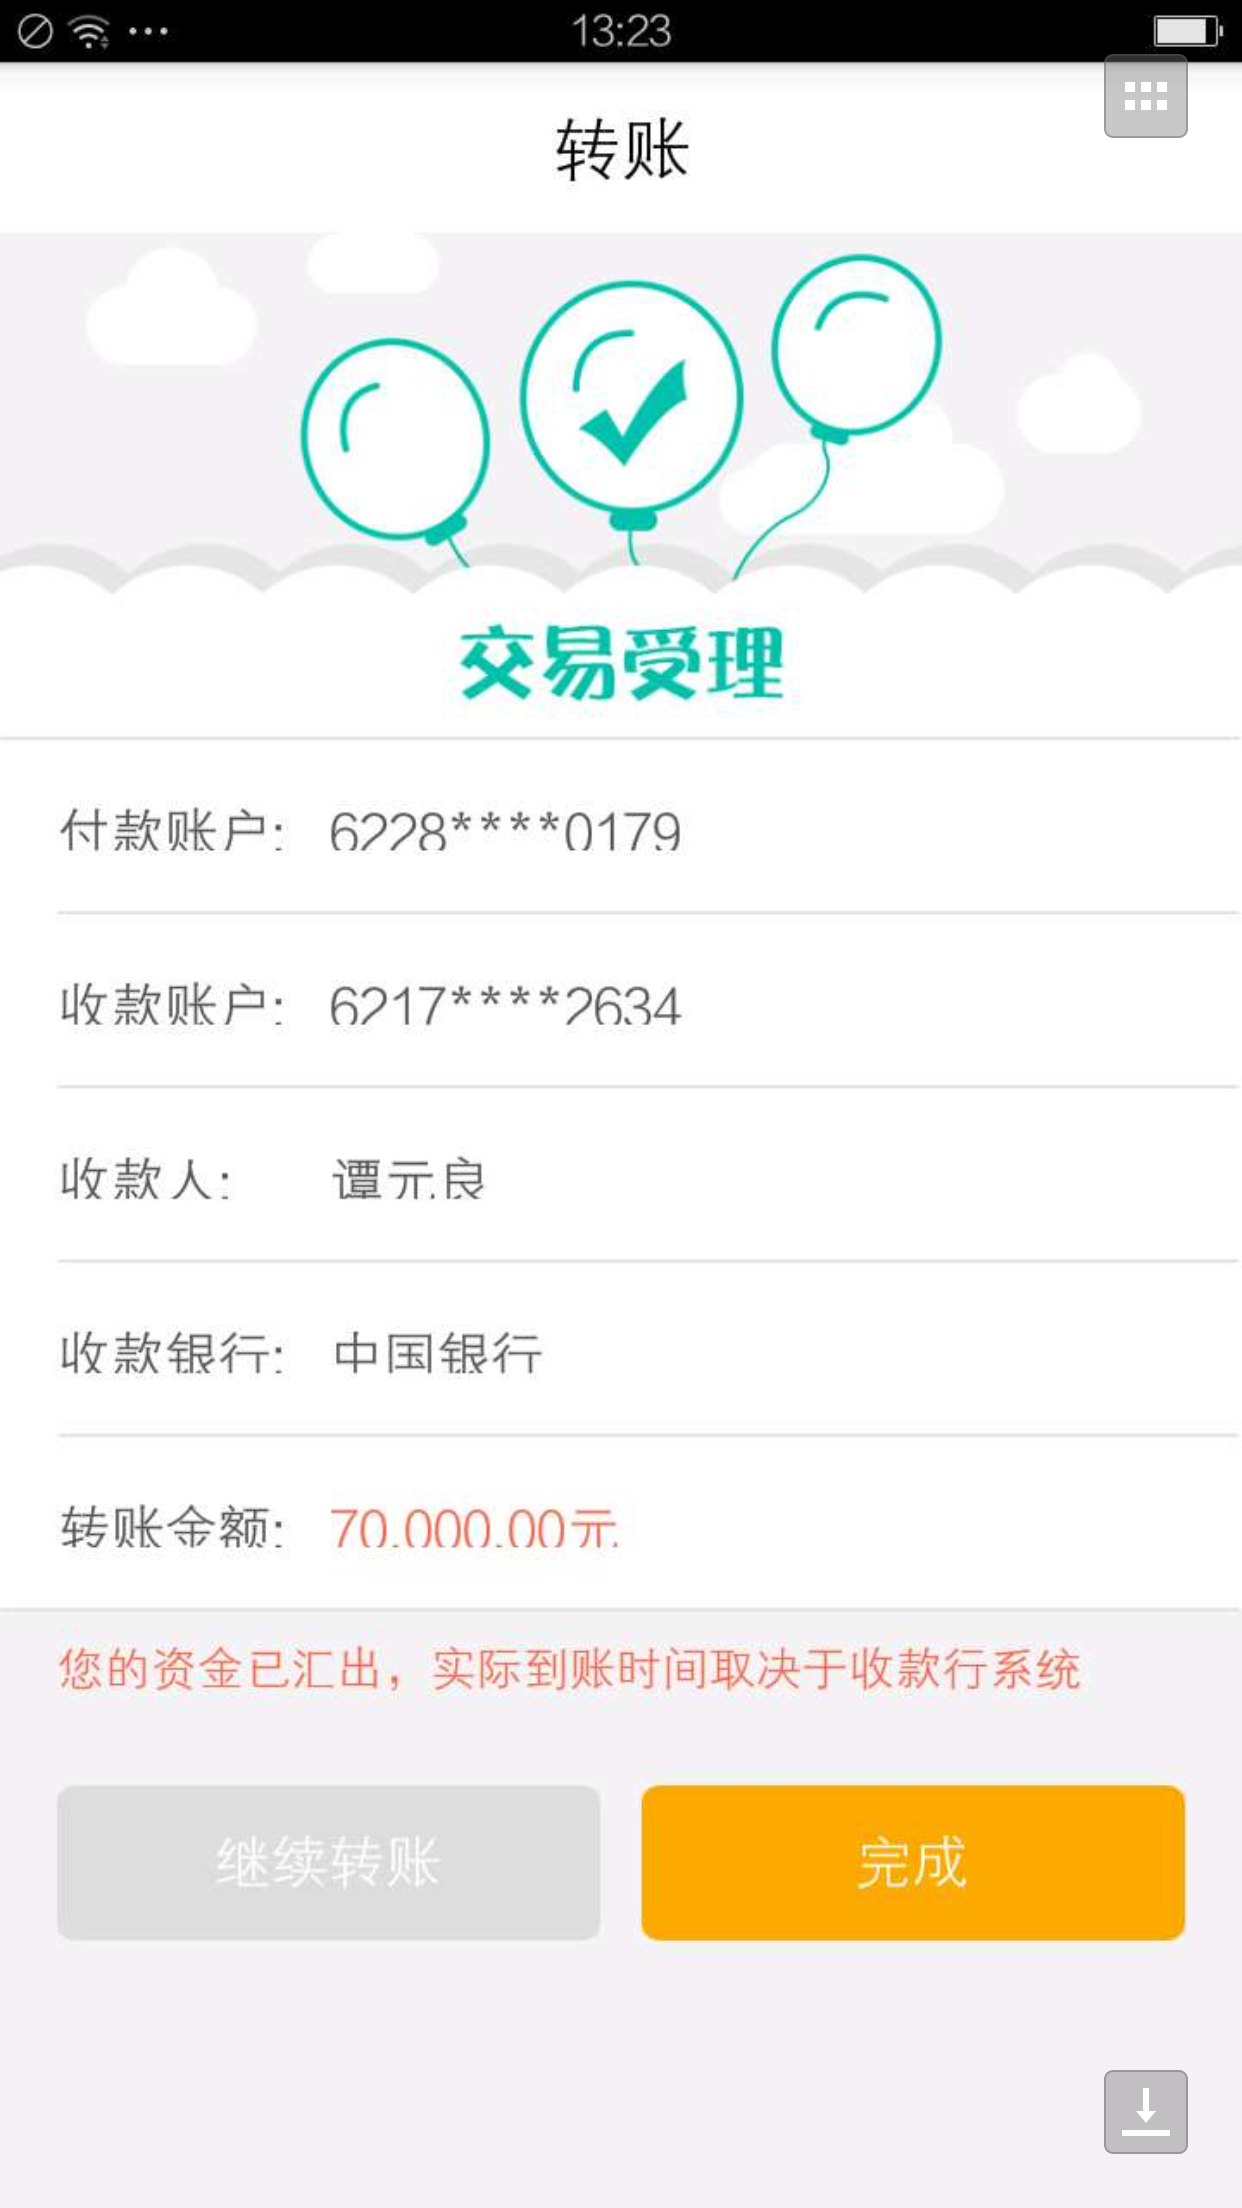 13:23
转账
交易受理
付款账户: 6228****0179
收款账户: 6217****2634
收款人: 谭元良
收款银行: 中国银行
转账金额: 70,000.00元
您的资金已汇出，实际到账时间取决于收款行系统
继续转账 完成